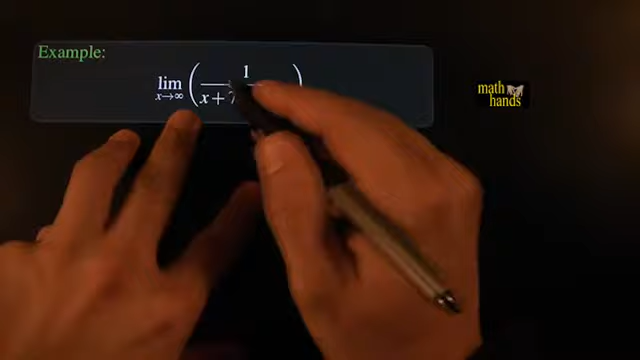 Example:
lim x→∞ ( 1 / x + )
math
hands